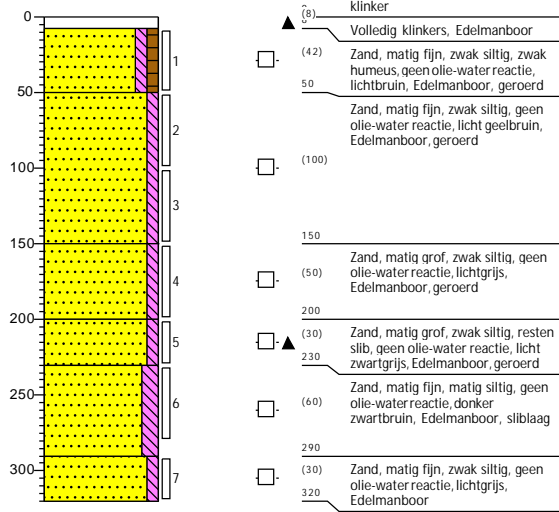 0
50
100
150
200
250
300
1
2
3
4
5
6
7
klinker
(8)
Volledig klinkers, Edelmanboor
(42)
Zand, matig fijn, zwak siltig, zwak
humeus, geen olie-water reactie,
lichtbruin, Edelmanboor, geroerd
50
Zand, matig fijn, zwak siltig, geen
olie-water reactie, licht geelbruin,
Edelmanboor, geroerd
(100)
150
Zand, matig grof, zwak siltig, geen
olie-water reactie, lichtgrijs,
Edelmanboor, geroerd
(50)
200
(30)
Zand, matig grof, zwak siltig, resten
slib, geen olie-water reactie, licht
zwartgrijs, Edelmanboor, geroerd
230
Zand, matig fijn, matig siltig, geen
olie-water reactie, donker
zwartbruin, Edelmanboor, sliblaag
(60)
290
(30)
Zand, matig fijn, zwak siltig, geen
olie-water reactie, lichtgrijs,
Edelmanboor
320